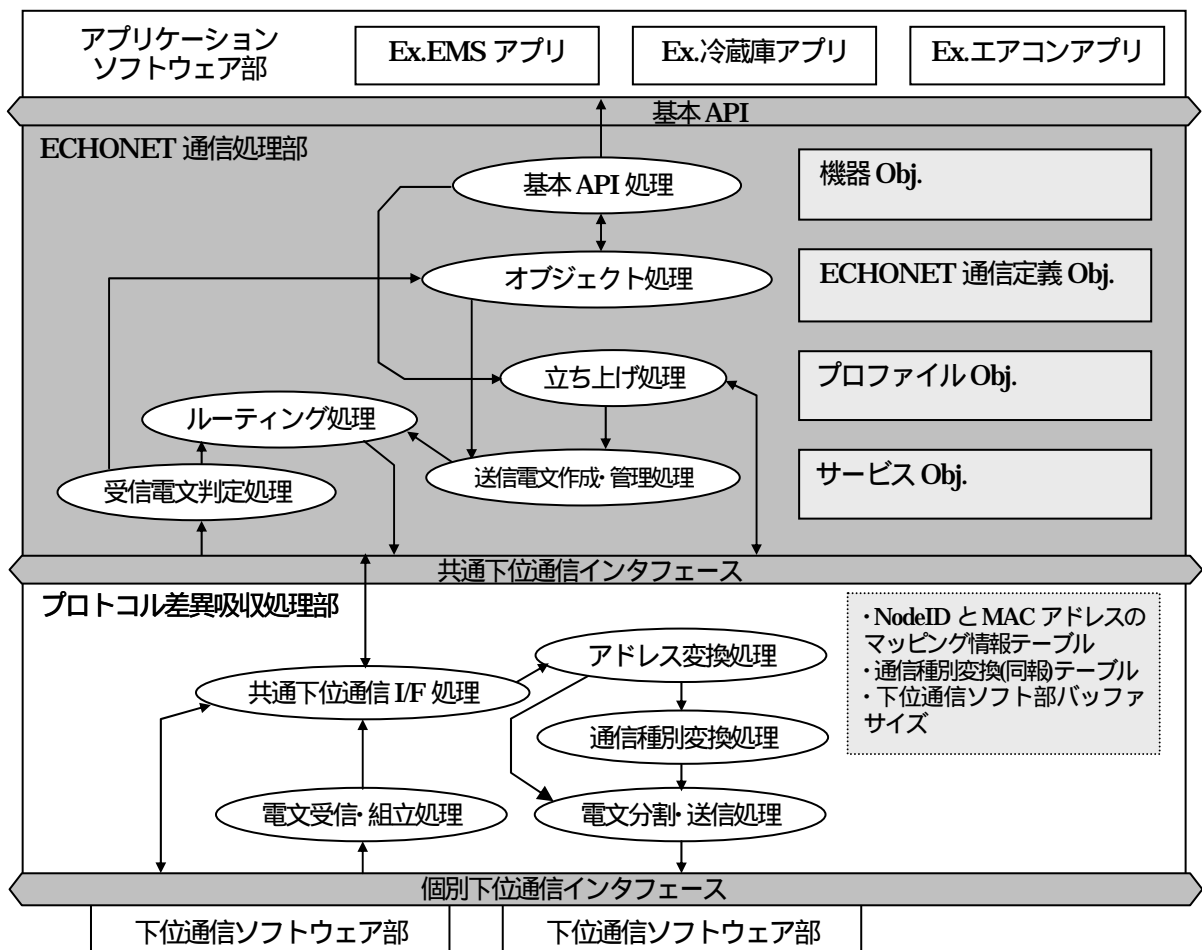 アプリケーション
ソフトウェア部
Ex.EMS アプリ
Ex.冷蔵庫アプリ
Ex.エアコンアプリ
基本 API
ECHONET 通信処理部
基本 API 処理
機器 Obj.
オブジェクト処理
ECHONET 通信定義 Obj.
立ち上げ処理
プロファイル Obj.
ルーティング処理
送信電文作成・管理処理
サービス Obj.
受信電文判定処理
共通下位通信インタフェース
プロトコル差異吸収処理部
・NodeID と MAC アドレスの
マッピング情報テーブル
・通信種別変換(同報)テーブル
・下位通信ソフト部バッファ
サイズ
アドレス変換処理
共通下位通信 I/F 処理
通信種別変換処理
電文受信・組立処理
電文分割・送信処理
個別下位通信インタフェース
下位通信ソフトウェア部
下位通信ソフトウェア部